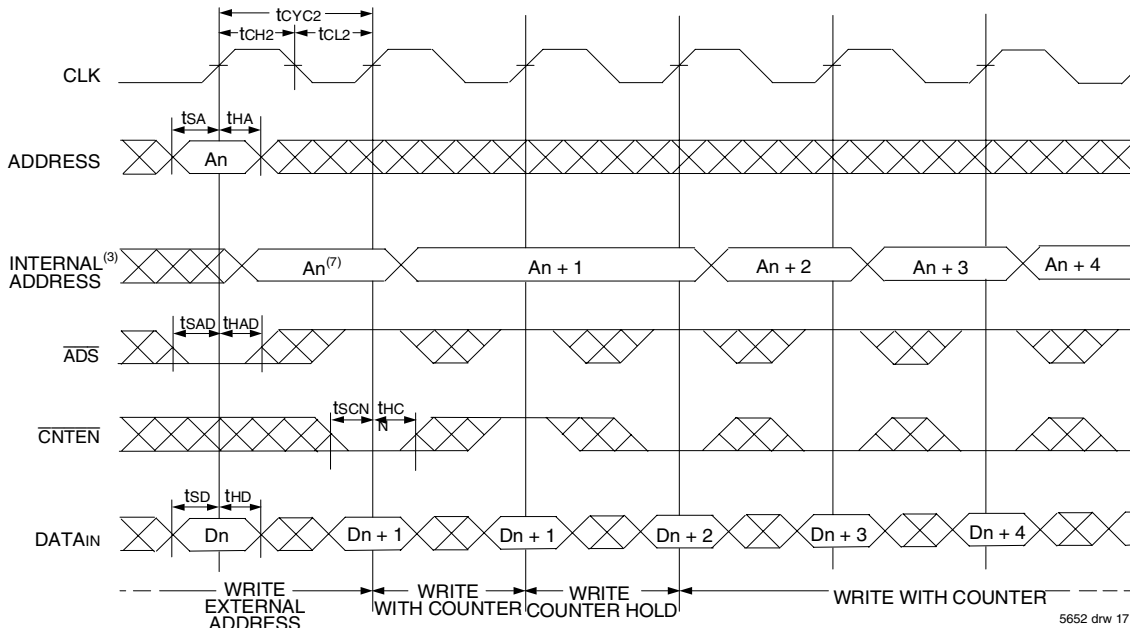 tCYC2
tCH2 tCL2
CLK
tSA tHA
ADDRESS An
INTERNAL(3)
ADDRESS An(7) An + 1 An + 2 An + 3 An + 4
tSAD tHAD
ADS
tSCN tHC
N
CNTEN
tSD tHD
DATAIN Dn Dn + 1 Dn + 1 Dn + 2 Dn + 3 Dn + 4
WRITE
EXTERNAL
ADDRESS
WRITE
WITH COUNTER
WRITE
COUNTER HOLD
WRITE WITH COUNTER
5652 drw 17